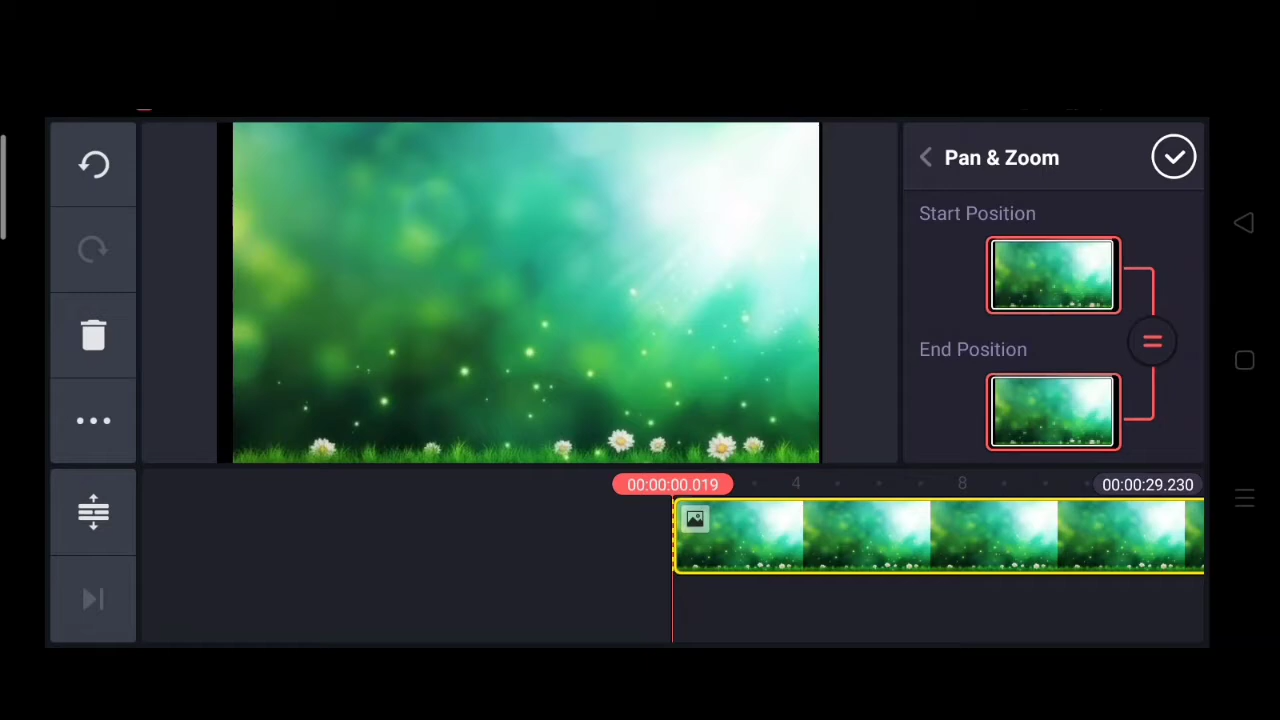 Pan & Zoom
Start Position
=
End Position
00:00:00.019
4
8
00:00:29.230